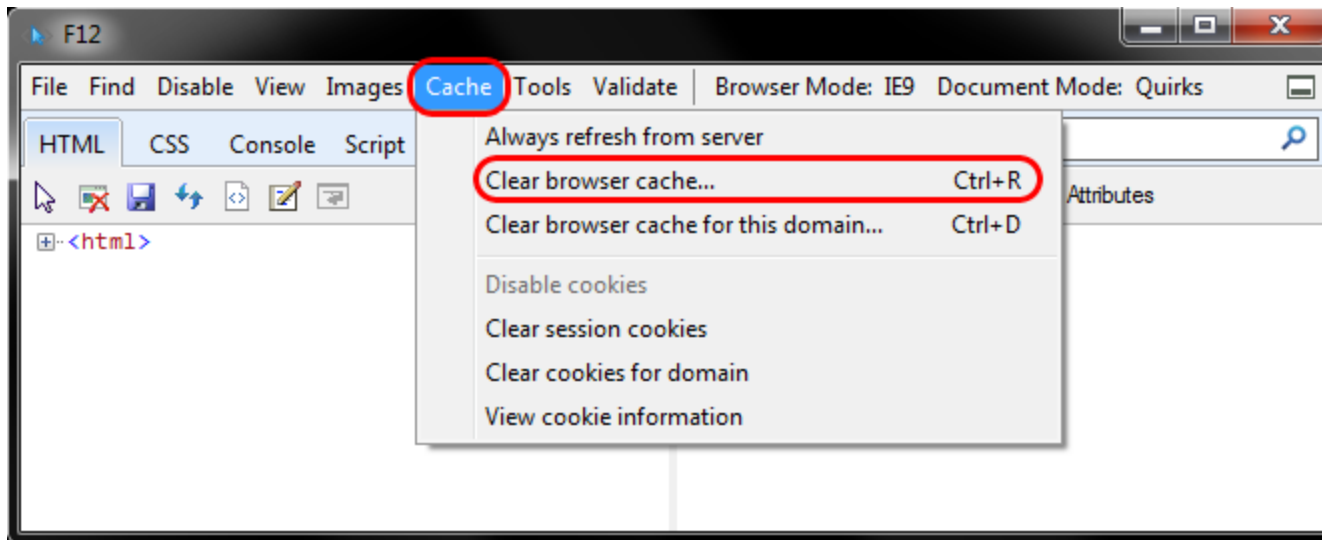 F12
File Find Disable View Images Cache Tools Validate Browser Mode: IE9 Document Mode: Quirks
HTML CSS Console Script
Always refresh from server
Clear browser cache... Ctrl+R
Attributes
Clear browser cache for this domain... Ctrl+D
<html>
Disable cookies
Clear session cookies
Clear cookies for domain
View cookie information